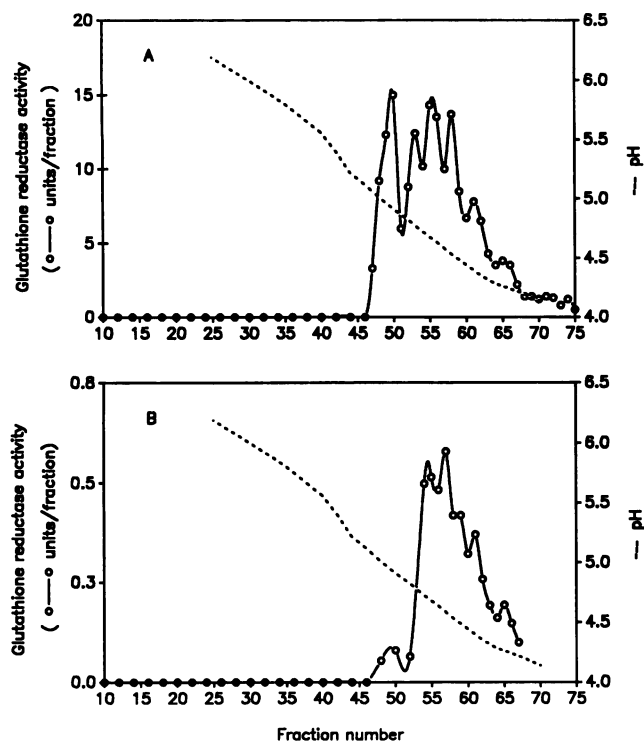 A
Glutathione reductase activity
( o—o units/fraction)
20
15
10
5
0
6.5
6.0
5.5
5.0
4.5
4.0
--- pH
10 15 20 25 30 35 40 45 50 55 60 65 70 75
B
Glutathione reductase activity
( o—o units/fraction)
0.8
0.5
0.3
0.0
6.5
6.0
5.5
5.0
4.5
4.0
--- pH
10 15 20 25 30 35 40 45 50 55 60 65 70 75
Fraction number